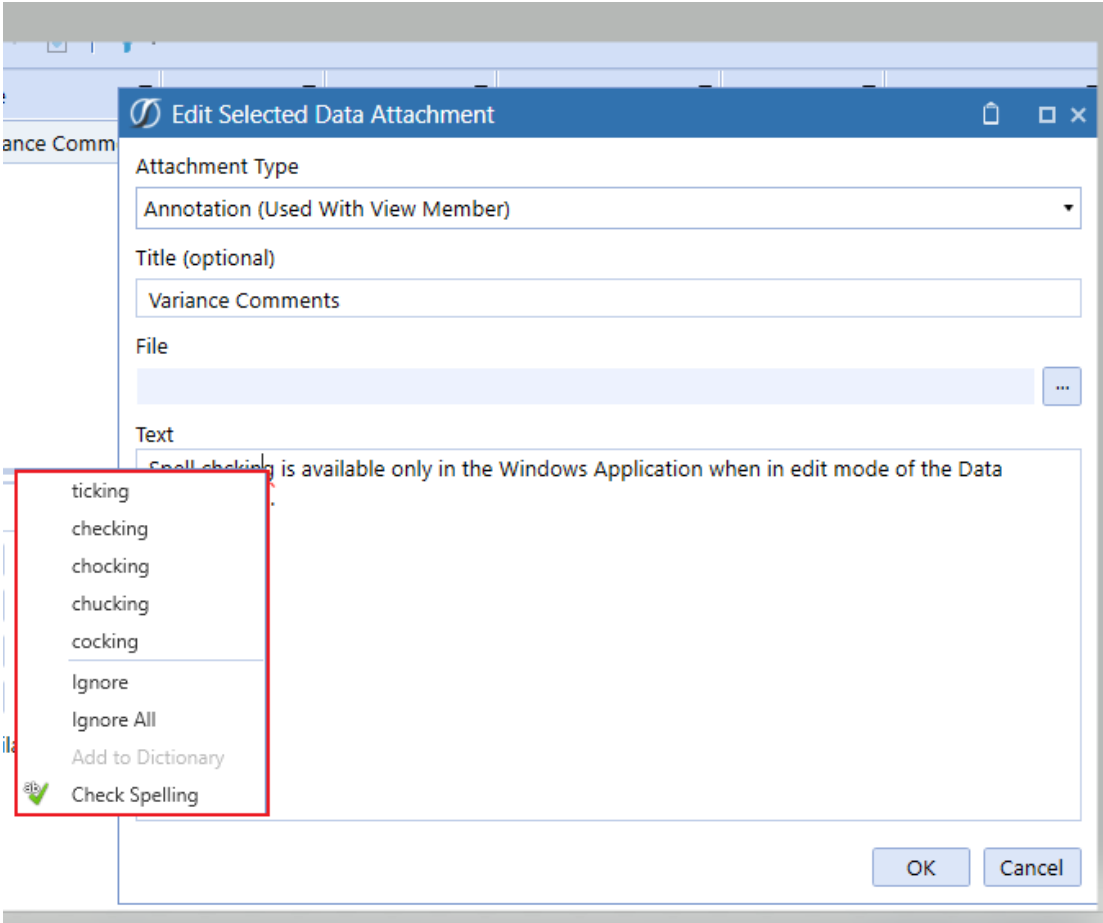 Edit Selected Data Attachment
ance Comm
Attachment Type
Annotation (Used With View Member)
Title (optional)
Variance Comments
File
...
Text
Spell chcking is available only in the Windows Application when in edit mode of the Data
.
ticking
checking
chocking
chucking
cocking
Ignore
Ignore All
Add to Dictionary
Check Spelling
OK
Cancel